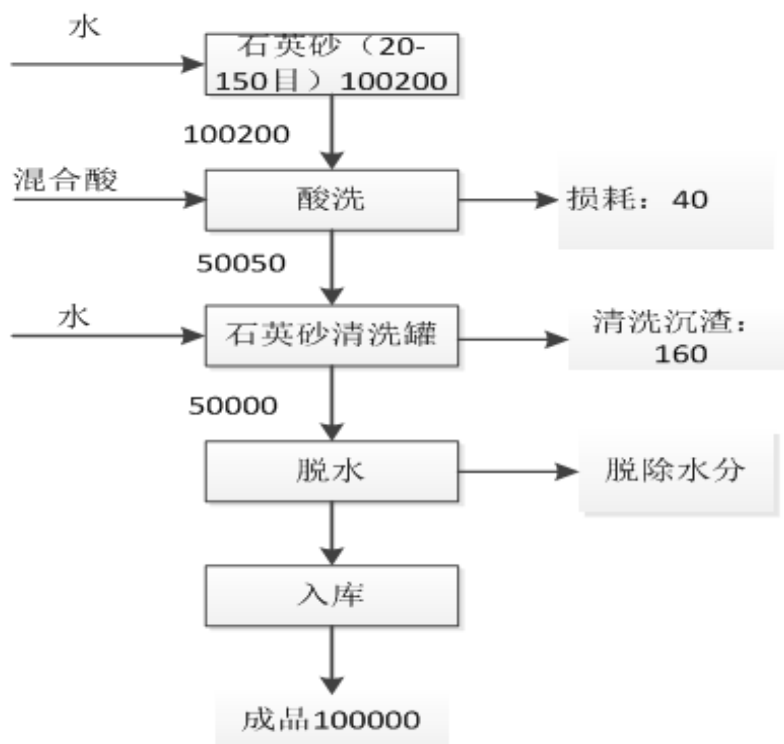 水
石英砂（20-
150目）100200
100200
混合酸
酸洗
损耗：40
50050
水
石英砂清洗罐
清洗沉渣：
160
50000
脱水
脱除水分
入库
成品100000